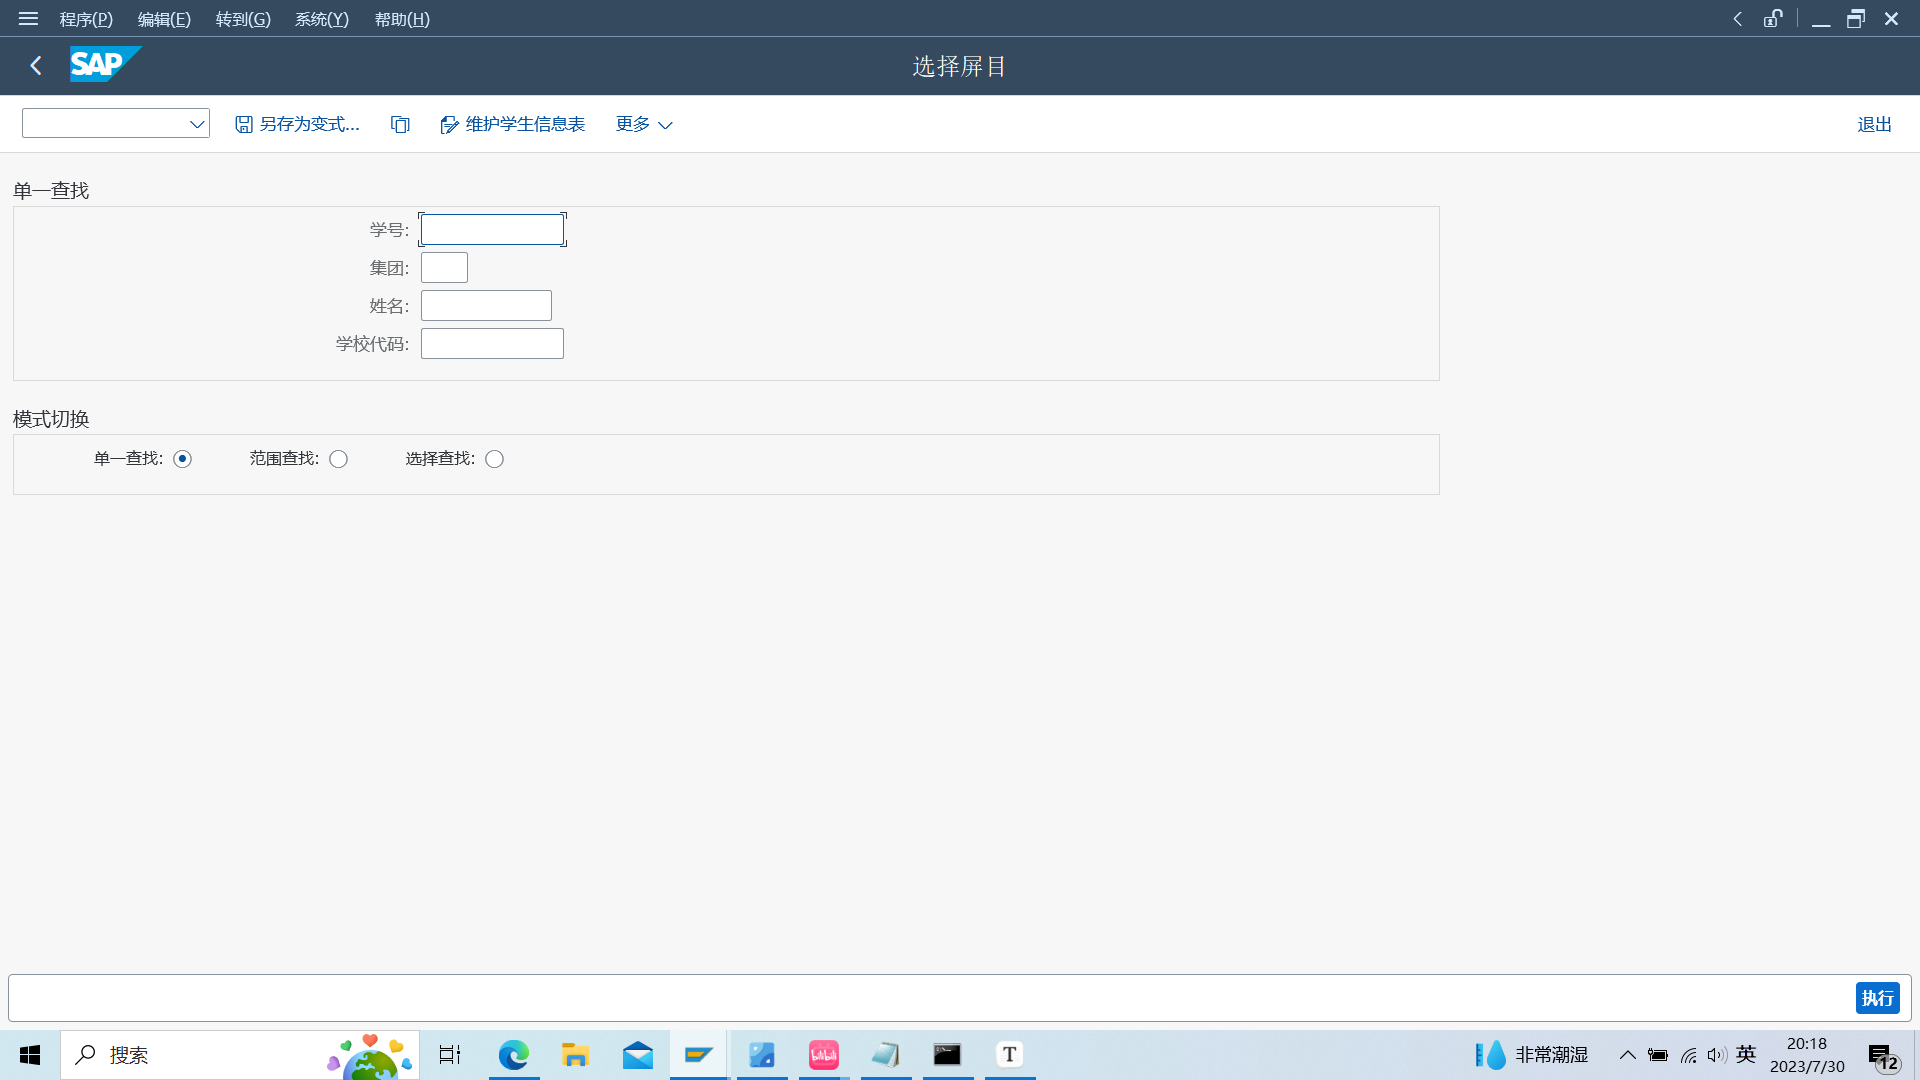 程序(P) 编辑(E) 转到(G) 系统(Y) 帮助(H)
SAP 选择屏目
另存为变式... 维护学生信息表 更多 退出
单一查找
学号:
集团:
姓名:
学校代码:
模式切换
单一查找: 范围查找: 选择查找:
执行
搜索 bilibili T 非常潮湿 英 20:18
2023/7/30 12